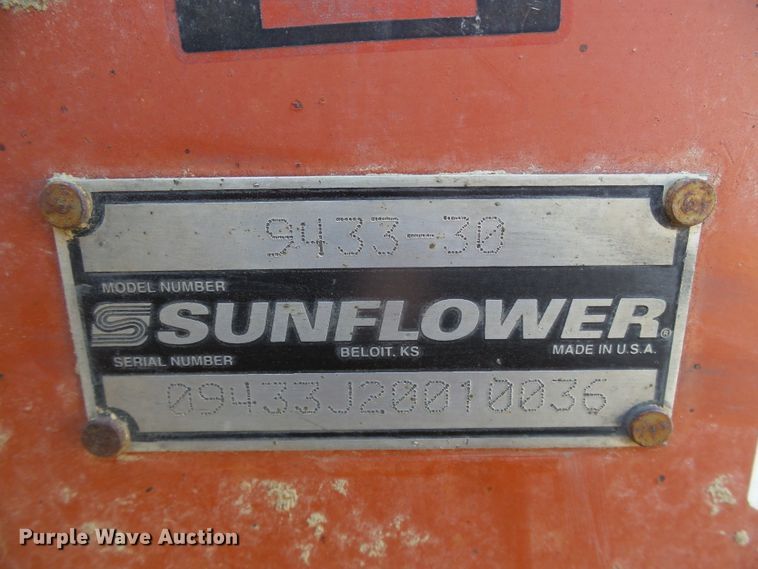 9433-30
MODEL NUMBER
SUNFLOWER®
SERIAL NUMBER BELOIT, KS MADE IN U.S.A.
09433J20010036
Purple Wave Auction